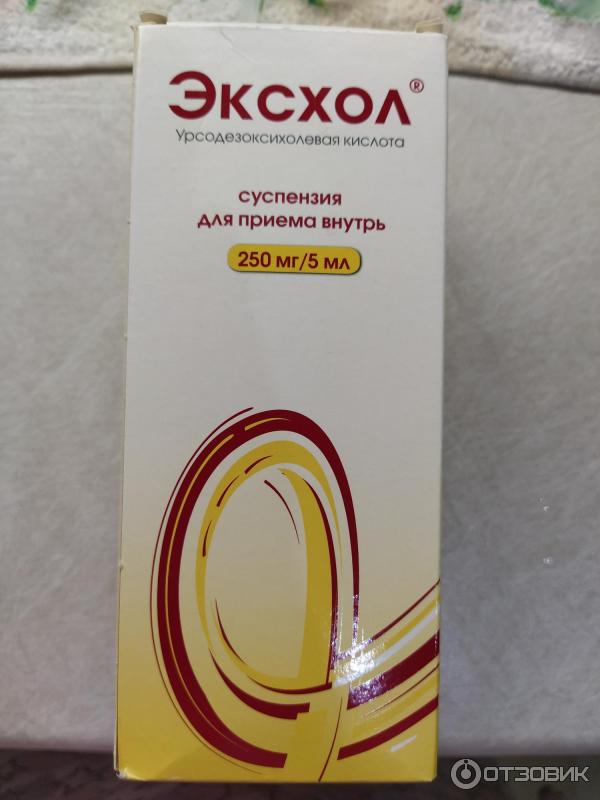 Эксхол®
Урсодезоксихолевая кислота
суспензия
для приема внутрь
250 мг/5 мл
ОТЗОВИК